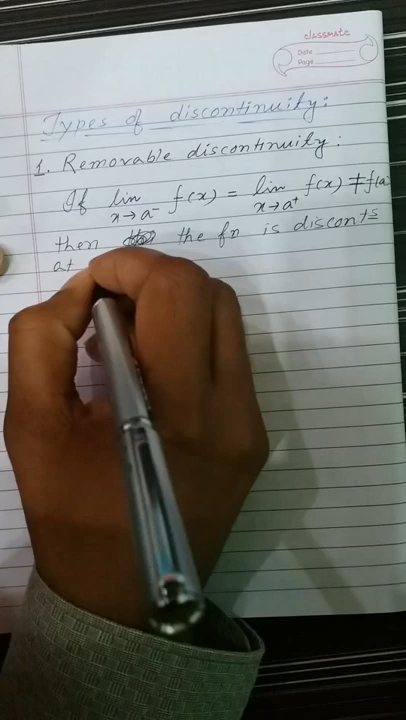 classmate
Date
Page
Types of discontinuity:
1. Removable discontinuity:
If lim x→a⁻ f(x) = lim x→a⁺ f(x) ≠ f(a
then the fn is disconts
at